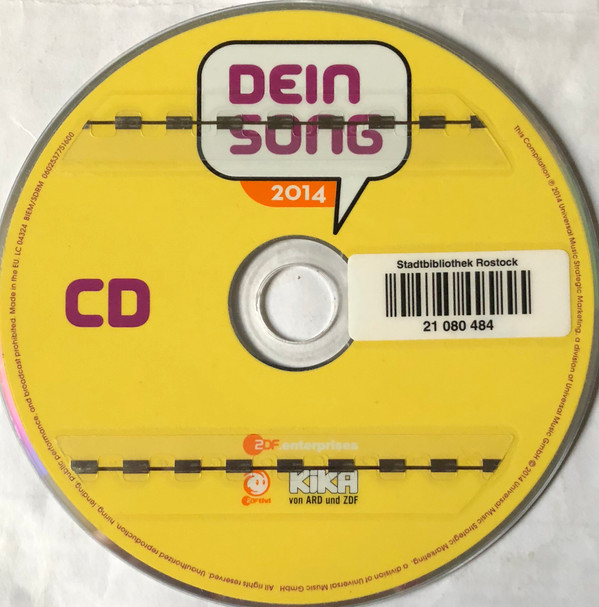 DEIN
SONG
2014
CD
Stadtbibliothek Rostock
21 080 484
ZDF enterprises
ZDF tivi
KiKA
von ARD und ZDF
This Compilation ℗ 2014 Universal Music Strategic Marketing, a division of Universal Music GmbH © 2014 Universal Music Strategic Marketing, a division of Universal Music GmbH. All rights reserved. Unauthorized reproduction, hiring, lending, public performance and broadcast prohibited. Made in the EU LC 04324 BIEM/SDRM 0602537751600